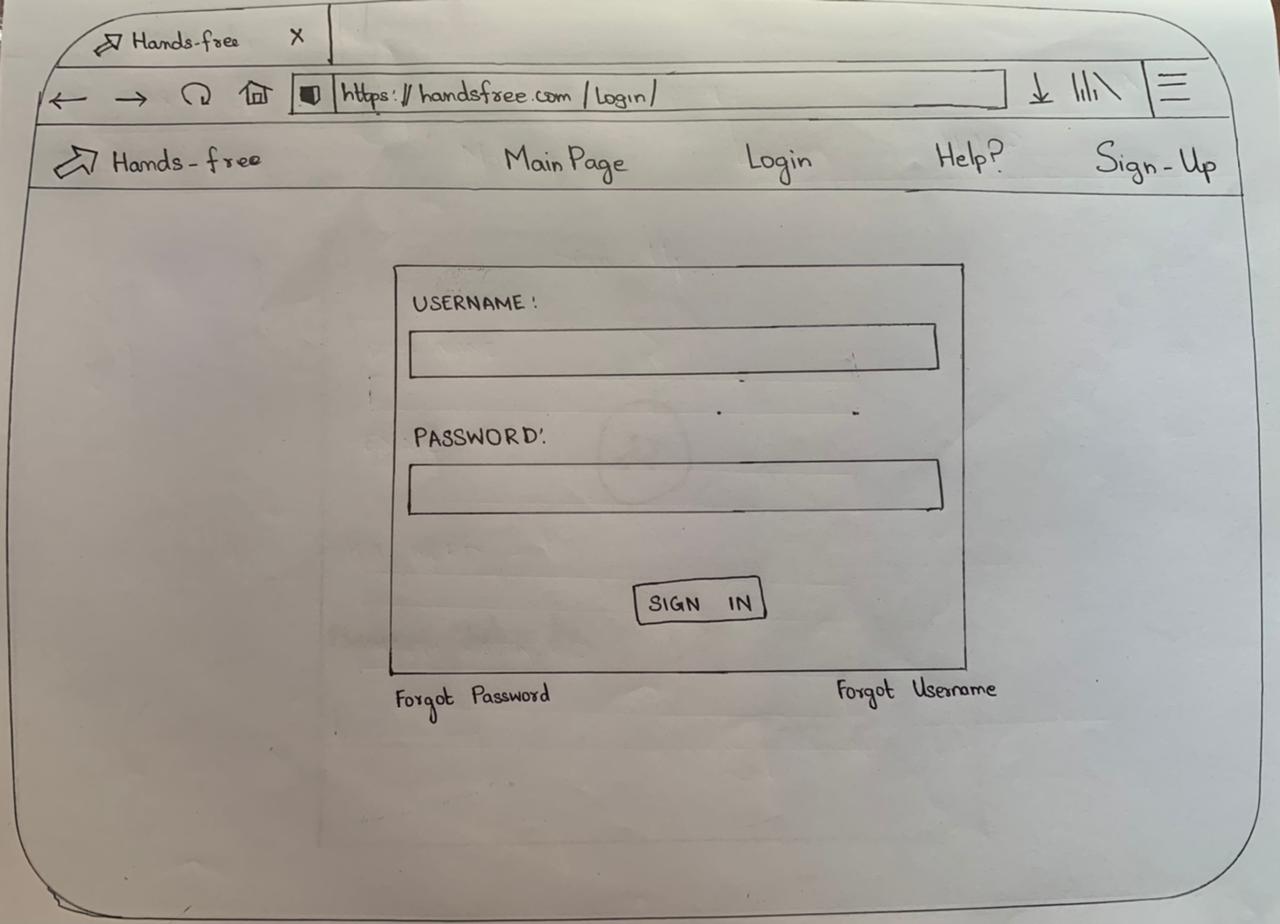 Hands-free X
https://handsfree.com/Login/
Hands-free Main Page Login Help? Sign-Up
USERNAME:
PASSWORD:
SIGN IN
Forgot Password Forgot Username